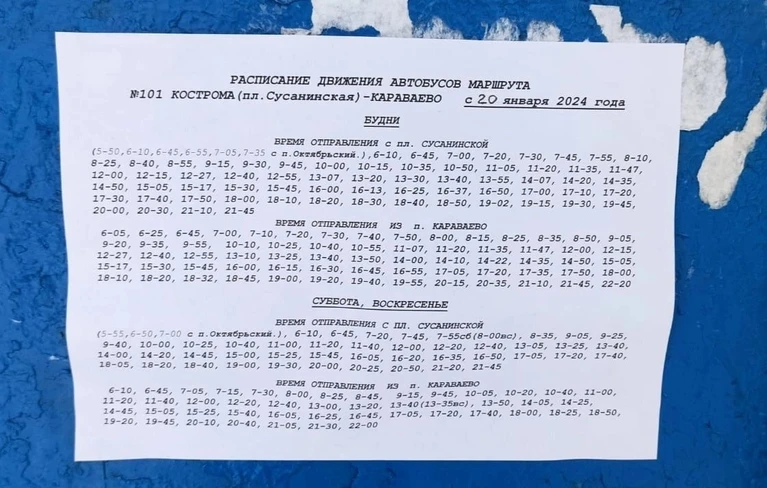 РАСПИСАНИЕ ДВИЖЕНИЯ АВТОБУСОВ МАРШРУТА
№101 КОСТРОМА(пл.Сусанинская)-КАРАВАЕВО с 20 января 2024 года
БУДНИ
ВРЕМЯ ОТПРАВЛЕНИЯ с пл. СУСАНИНСКОЙ
(5-50,6-10,6-45,6-55,7-05,7-35 с п.Октябрьский.),6-10, 6-45, 7-00, 7-20, 7-30, 7-45, 7-55, 8-10,
8-25, 8-40, 8-55, 9-15, 9-30, 9-45, 10-00, 10-15, 10-35, 10-50, 11-05, 11-20, 11-35, 11-47,
12-00, 12-15, 12-27, 12-40, 12-55, 13-07, 13-20, 13-30, 13-40, 13-55, 14-07, 14-20, 14-35,
14-50, 15-05, 15-17, 15-30, 15-45, 16-00, 16-13, 16-25, 16-37, 16-50, 17-00, 17-10, 17-20,
17-30, 17-40, 17-50, 18-00, 18-10, 18-20, 18-30, 18-40, 18-50, 19-02, 19-15, 19-30, 19-45,
20-00, 20-30, 21-10, 21-45
ВРЕМЯ ОТПРАВЛЕНИЯ ИЗ п. КАРАВАЕВО
6-05, 6-25, 6-45, 7-00, 7-10, 7-20, 7-30, 7-40, 7-50, 8-00, 8-15, 8-25, 8-35, 8-50, 9-05,
9-20, 9-35, 9-55, 10-10, 10-25, 10-40, 10-55, 11-07, 11-20, 11-35, 11-47, 12-00, 12-15,
12-27, 12-40, 12-55, 13-10, 13-25, 13-40, 13-50, 14-00, 14-10, 14-22, 14-35, 14-50, 15-05,
15-17, 15-30, 15-45, 16-00, 16-15, 16-30, 16-45, 16-55, 17-05, 17-20, 17-35, 17-50, 18-00,
18-10, 18-20, 18-32, 18-45, 19-00, 19-20, 19-40, 19-55, 20-15, 20-35, 21-10, 21-45, 22-20
СУББОТА, ВОСКРЕСЕНЬЕ
ВРЕМЯ ОТПРАВЛЕНИЯ С ПЛ. СУСАНИНСКОЙ
(5-55,6-50,7-00 с п.Октябрьский.), 6-10, 6-45, 7-20, 7-45, 7-55сб(8-00вс), 8-35, 9-05, 9-25,
9-40, 10-00, 10-25, 10-40, 11-00, 11-20, 11-40, 12-00, 12-20, 12-40, 13-05, 13-25, 13-40,
14-00, 14-20, 14-45, 15-00, 15-25, 15-45, 16-05, 16-20, 16-35, 16-50, 17-05, 17-20, 17-40,
18-05, 18-20, 18-40, 19-00, 19-30, 20-00, 20-25, 20-50, 21-20, 21-45
ВРЕМЯ ОТПРАВЛЕНИЯ ИЗ п. КАРАВАЕВО
6-10, 6-45, 7-05, 7-15, 7-30, 8-00, 8-25, 8-45, 9-15, 9-45, 10-05, 10-20, 10-40, 11-00,
11-20, 11-40, 12-00, 12-20, 12-40, 13-00, 13-20, 13-40(13-35вс), 13-50, 14-05, 14-25,
14-45, 15-05, 15-25, 15-40, 16-05, 16-25, 16-45, 17-05, 17-20, 17-40, 18-00, 18-25, 18-50,
19-20, 19-45, 20-10, 20-40, 21-05, 21-30, 22-00